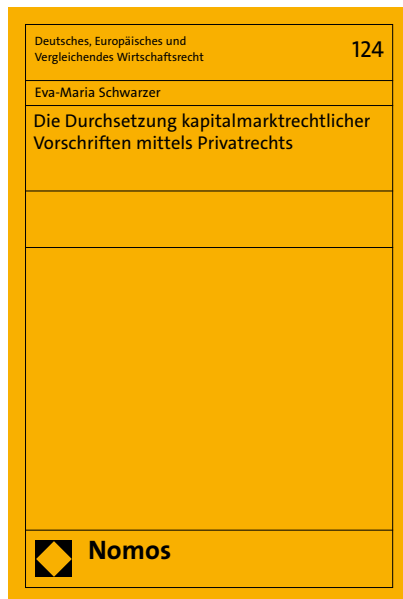 Deutsches, Europäisches und
Vergleichendes Wirtschaftsrecht
124
Eva-Maria Schwarzer
Die Durchsetzung kapitalmarktrechtlicher
Vorschriften mittels Privatrechts
Nomos